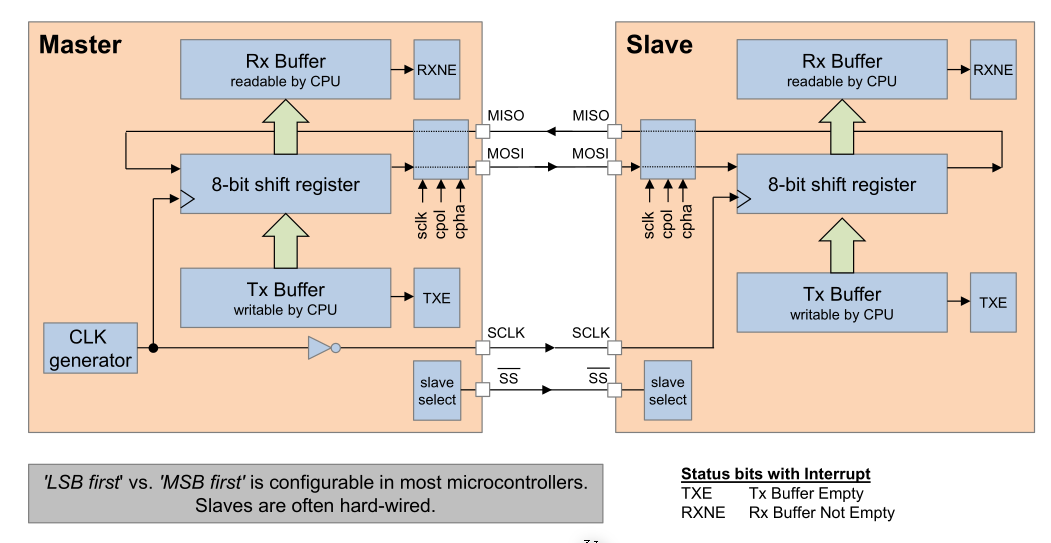 Master
Rx Buffer
readable by CPU
RXNE
8-bit shift register
sclk
cpol
cpha
Tx Buffer
writable by CPU
TXE
CLK
generator
slave
select
MISO
MISO
MOSI
MOSI
SCLK
SCLK
SS
SS
Slave
Rx Buffer
readable by CPU
RXNE
sclk
cpol
cpha
8-bit shift register
Tx Buffer
writable by CPU
TXE
slave
select
'LSB first' vs. 'MSB first' is configurable in most microcontrollers.
Slaves are often hard-wired.
Status bits with Interrupt
TXE Tx Buffer Empty
RXNE Rx Buffer Not Empty